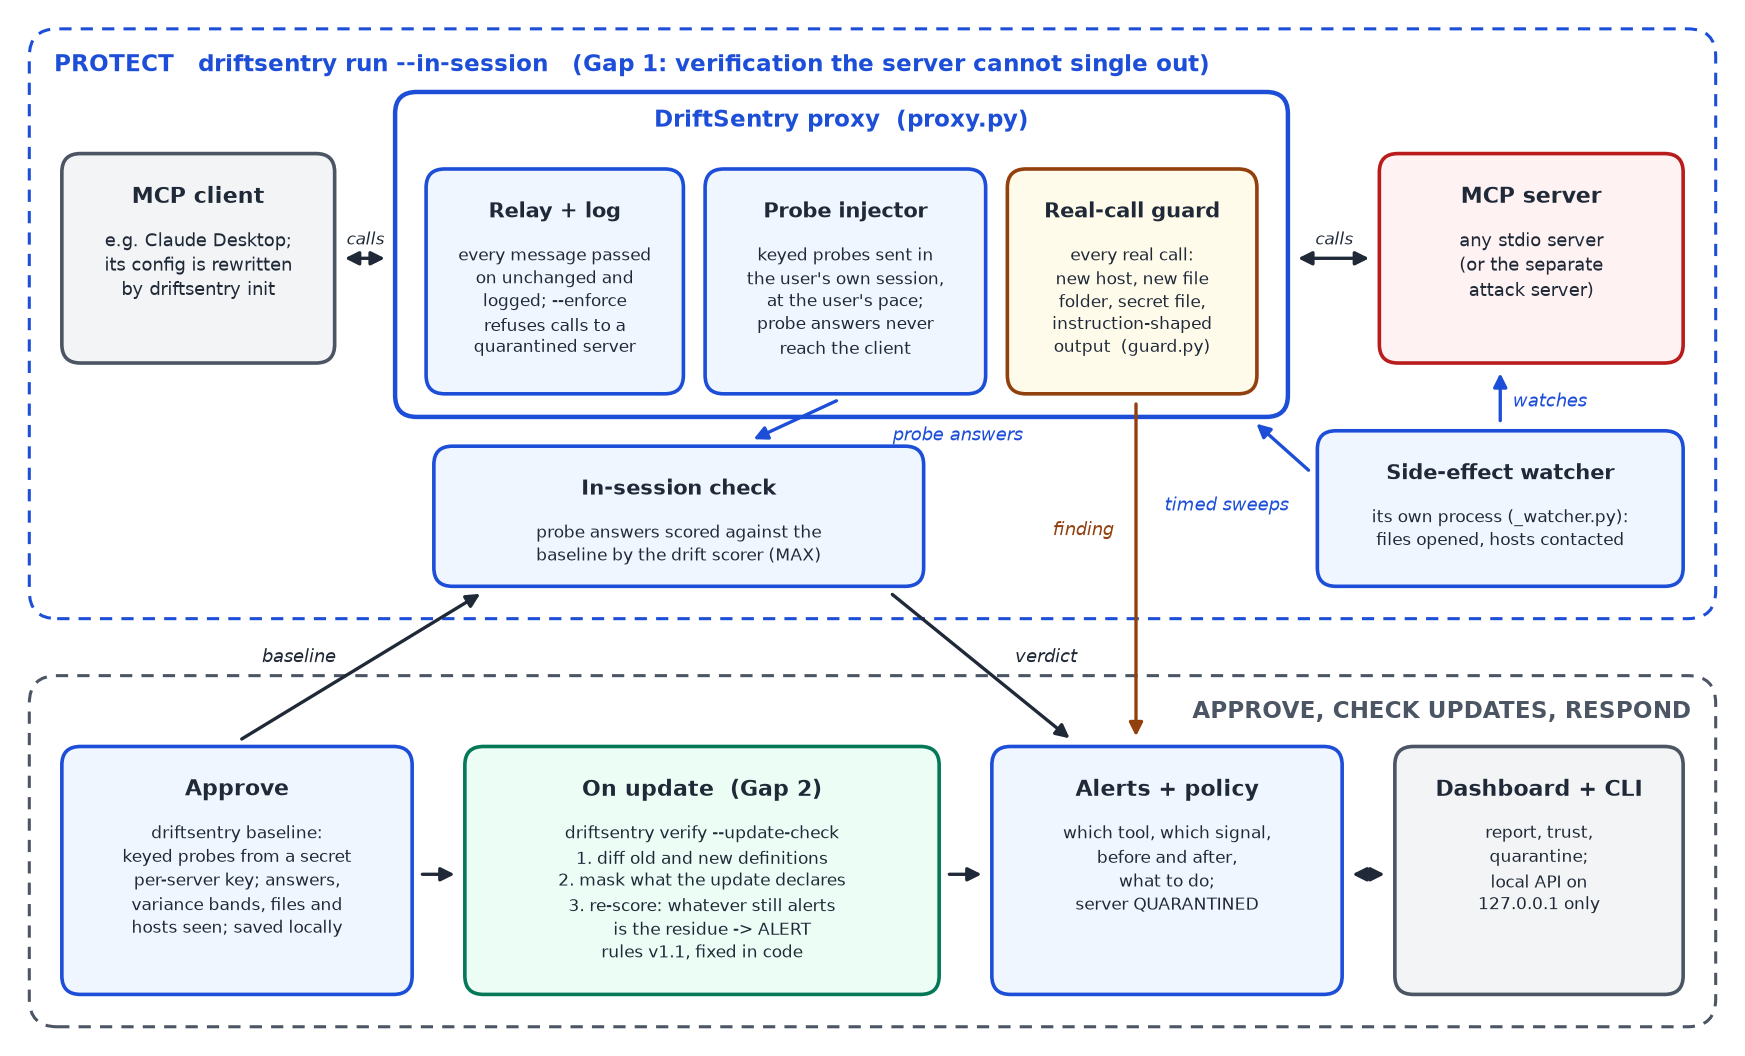 PROTECT   driftsentry run --in-session   (Gap 1: verification the server cannot single out)
DriftSentry proxy  (proxy.py)
MCP client
e.g. Claude Desktop;
its config is rewritten
by driftsentry init
calls
Relay + log
every message passed
on unchanged and
logged; --enforce
refuses calls to a
quarantined server
Probe injector
keyed probes sent in
the user's own session,
at the user's pace;
probe answers never
reach the client
Real-call guard
every real call:
new host, new file
folder, secret file,
instruction-shaped
output  (guard.py)
calls
MCP server
any stdio server
(or the separate
attack server)
watches
probe answers
In-session check
probe answers scored against the
baseline by the drift scorer (MAX)
finding
timed sweeps
Side-effect watcher
its own process (_watcher.py):
files opened, hosts contacted
baseline
verdict
APPROVE, CHECK UPDATES, RESPOND
Approve
driftsentry baseline:
keyed probes from a secret
per-server key; answers,
variance bands, files and
hosts seen; saved locally
On update  (Gap 2)
driftsentry verify --update-check
1. diff old and new definitions
2. mask what the update declares
3. re-score: whatever still alerts
is the residue -> ALERT
rules v1.1, fixed in code
Alerts + policy
which tool, which signal,
before and after,
what to do;
server QUARANTINED
Dashboard + CLI
report, trust,
quarantine;
local API on
127.0.0.1 only